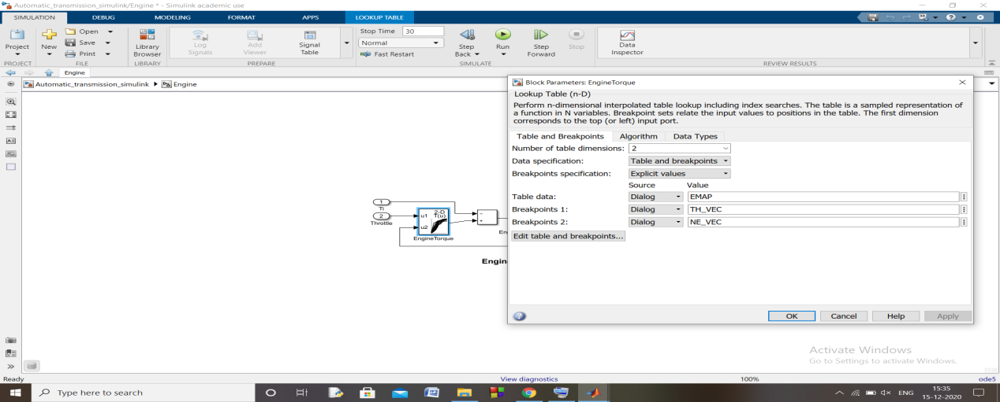 Automatic_transmission_simulink/Engine * - Simulink academic use
SIMULATION DEBUG MODELING FORMAT APPS LOOKUP TABLE
Project New Open Save Print Library Browser Log Signals Add Viewer Signal Table Stop Time 30 Normal Fast Restart Step Back Run Step Forward Stop Data Inspector
PROJECT FILE LIBRARY PREPARE SIMULATE REVIEW RESULTS
Engine
Automatic_transmission_simulink Engine
Block Parameters: EngineTorque
Lookup Table (n-D)
Perform n-dimensional interpolated table lookup including index searches. The table is a sampled representation of
a function in N variables. Breakpoint sets relate the input values to positions in the table. The first dimension
corresponds to the top (or left) input port.
Table and Breakpoints Algorithm Data Types
Number of table dimensions: 2
Data specification: Table and breakpoints
Breakpoints specification: Explicit values
Source Value
Table data: Dialog EMAP
Breakpoints 1: Dialog TH_VEC
Breakpoints 2: Dialog NE_VEC
Edit table and breakpoints...
OK Cancel Help Apply
1
Ti
2
Throttle
2-D
T(u)
u1
u2
EngineTorque
En
Engin
Activate Windows
Go to Settings to activate Windows.
Ready View diagnostics 100% ode5
Type here to search ENG 15:35
15-12-2020